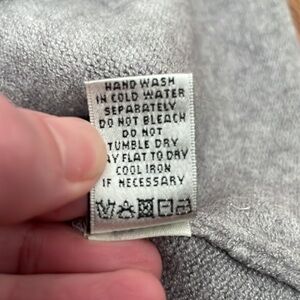 HAND WASH
IN COLD WATER
SEPARATELY
DO NOT BLEACH
DO NOT
TUMBLE DRY
AY FLAT TO DRY
COOL IRON
IF NECESSARY